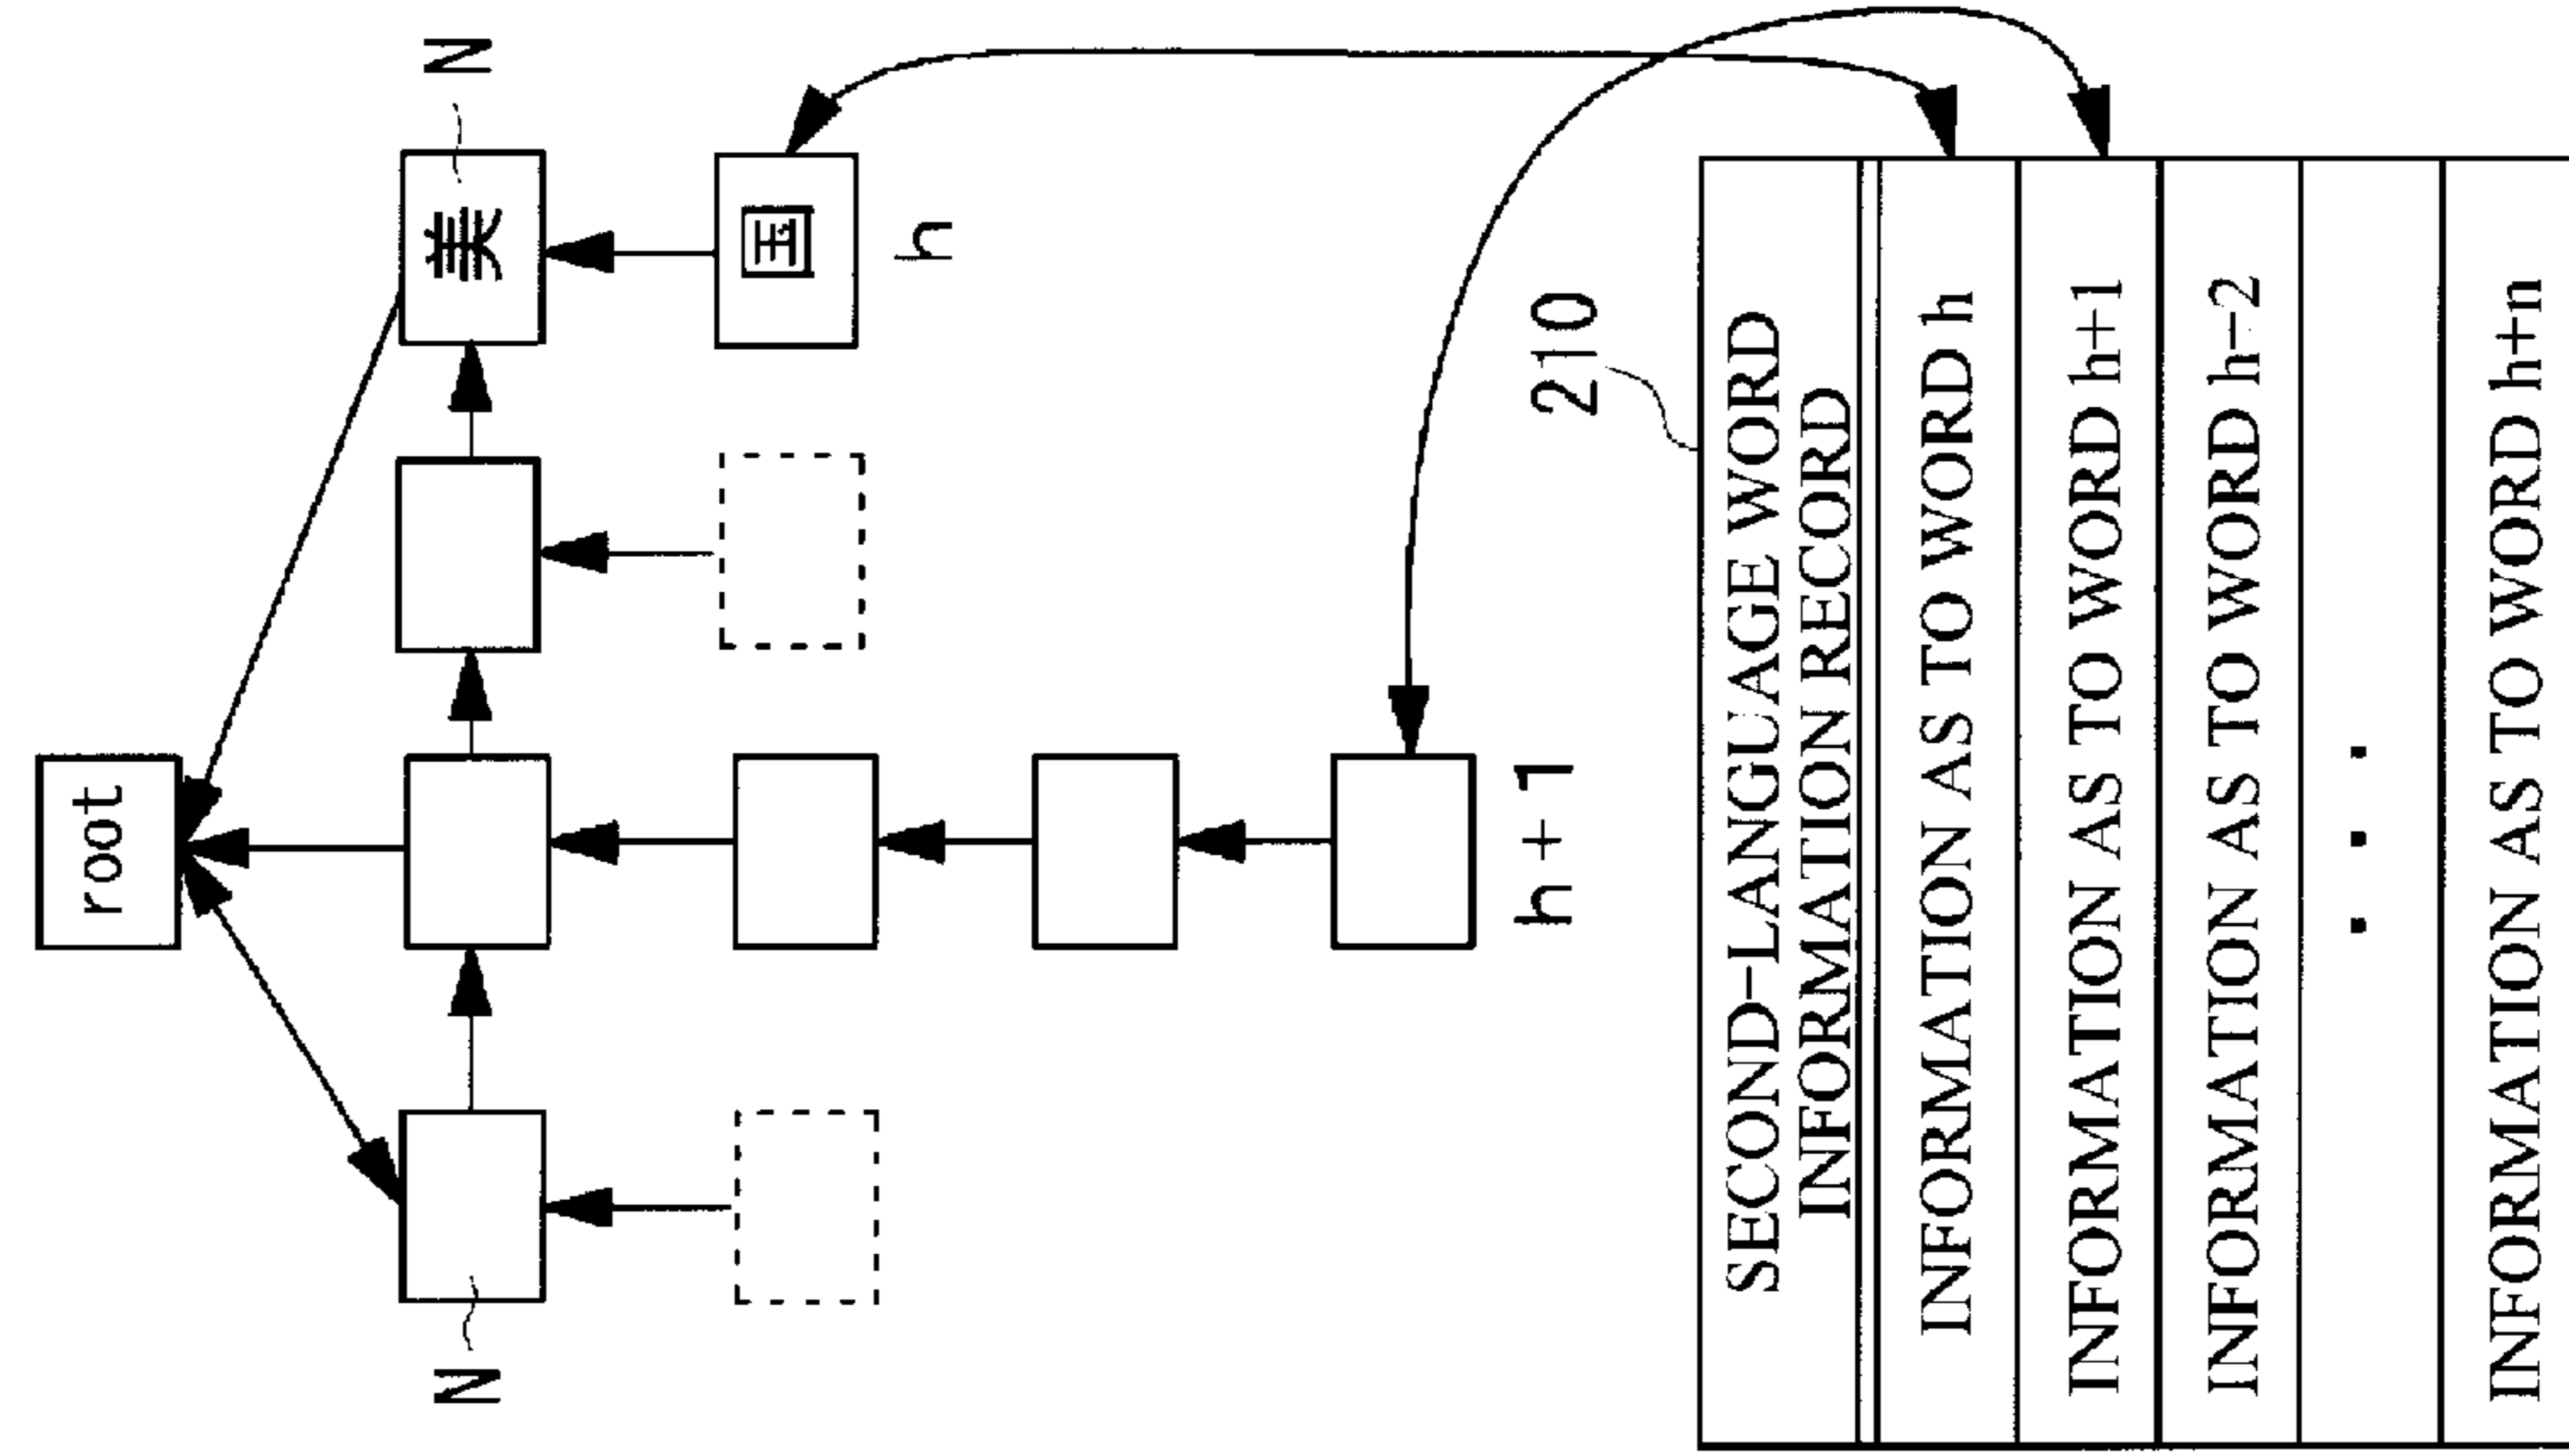 root
N
美
N
国
h
h+1
210
SECOND-LANGUAGE WORD
INFORMATION RECORD
INFORMATION AS TO WORD h
INFORMATION AS TO WORD h+1
INFORMATION AS TO WORD h-2
. . .
INFORMATION AS TO WORD h+n